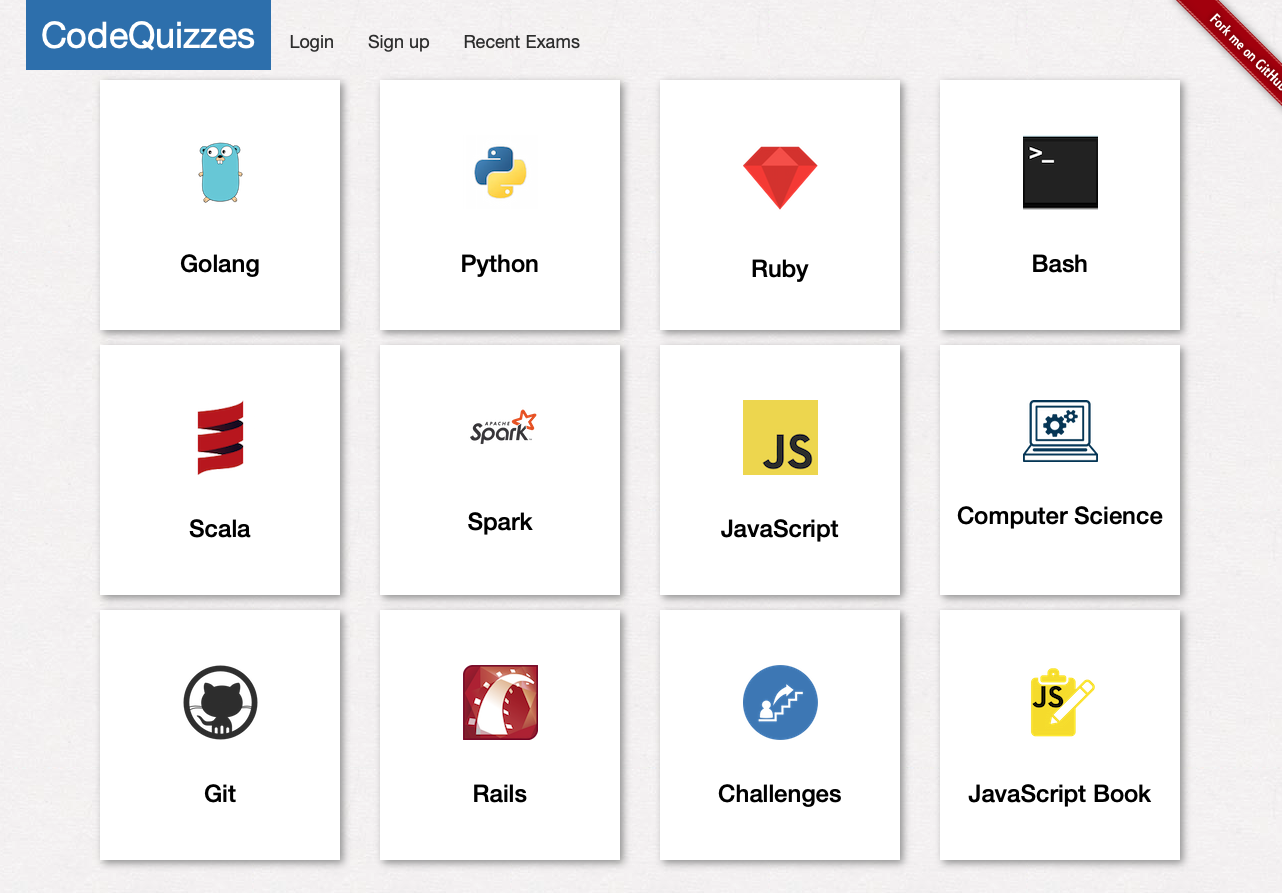 CodeQuizzes
Login
Sign up
Recent Exams
Fork me on GitHub
>_
Golang
Python
Ruby
Bash
APACHE
Spark
JS
Scala
Spark
JavaScript
Computer Science
JS
Git
Rails
Challenges
JavaScript Book